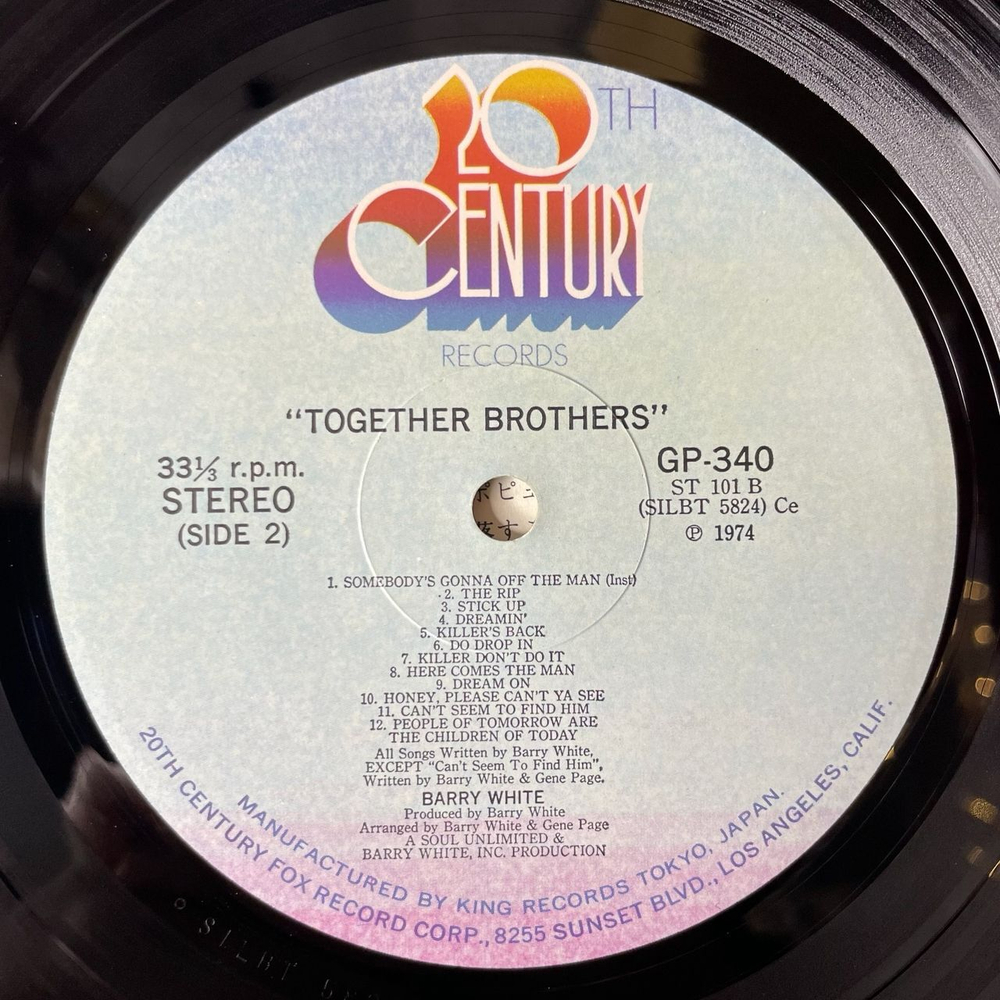 20TH
CENTURY
RECORDS
“TOGETHER BROTHERS”
33⅓ r.p.m.
STEREO
(SIDE 2)
GP-340
ST 101 B
(SILBT 5824) Ce
℗ 1974
1. SOMEBODY'S GONNA OFF THE MAN (Inst)
2. THE RIP
3. STICK UP
4. DREAMIN'
5. KILLER'S BACK
6. DO DROP IN
7. KILLER DON'T DO IT
8. HERE COMES THE MAN
9. DREAM ON
10. HONEY, PLEASE CAN'T YA SEE
11. CAN'T SEEM TO FIND HIM
12. PEOPLE OF TOMORROW ARE
THE CHILDREN OF TODAY
All Songs Written by Barry White,
EXCEPT “Can't Seem To Find Him”,
Written by Barry White & Gene Page.
BARRY WHITE
Produced by Barry White
Arranged by Barry White & Gene Page
A SOUL UNLIMITED &
BARRY WHITE, INC. PRODUCTION
MANUFACTURED BY KING RECORDS TOKYO, JAPAN.
20TH CENTURY FOX RECORD CORP., 8255 SUNSET BLVD., LOS ANGELES, CALIF.